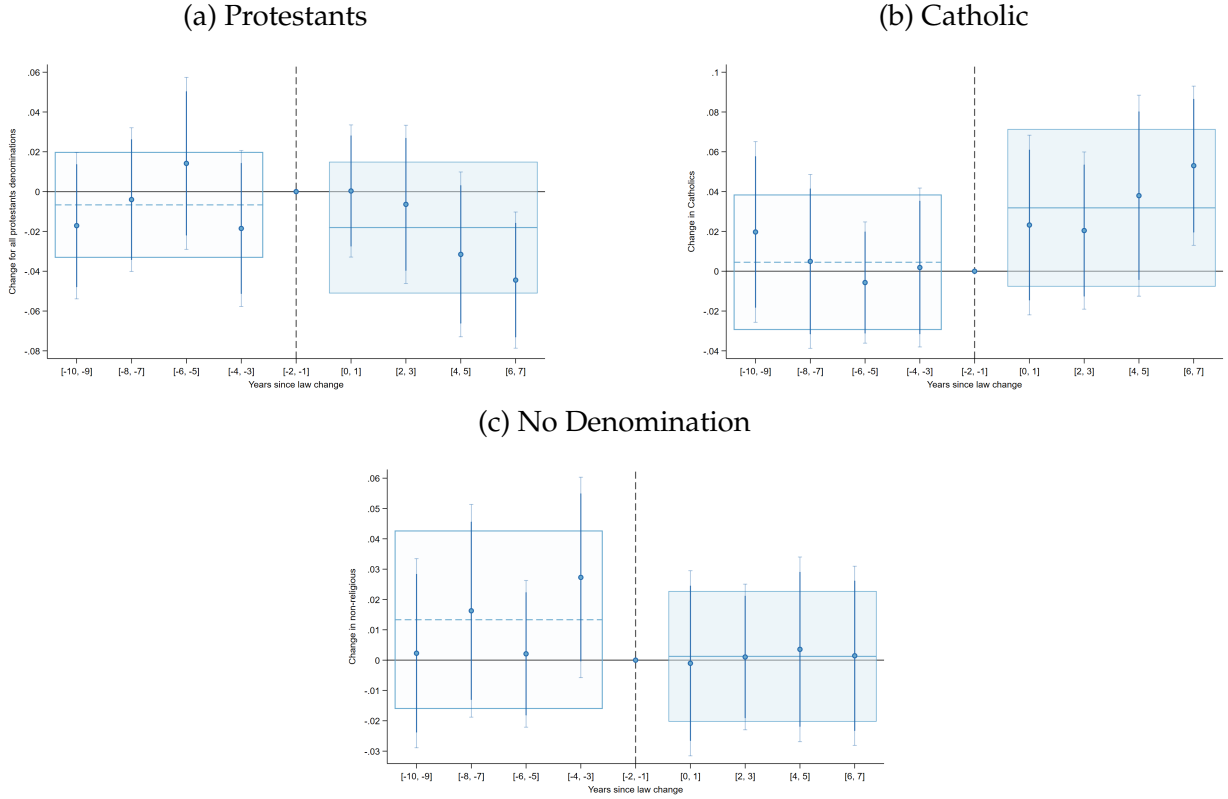 (a) Protestants
(b) Catholic
Change for all protestants denominations
.06
.04
.02
0
-.02
-.04
-.06
-.08
[-10, -9] [-8, -7] [-6, -5] [-4, -3] [-2, -1] [0, 1] [2, 3] [4, 5] [6, 7]
Years since law change
Change in Catholics
.1
.08
.06
.04
.02
0
-.02
-.04
[-10, -9] [-8, -7] [-6, -5] [-4, -3] [-2, -1] [0, 1] [2, 3] [4, 5] [6, 7]
Years since law change
(c) No Denomination
Change in non-religious
.06
.05
.04
.03
.02
.01
0
-.01
-.02
-.03
[-10, -9] [-8, -7] [-6, -5] [-4, -3] [-2, -1] [0, 1] [2, 3] [4, 5] [6, 7]
Years since law change